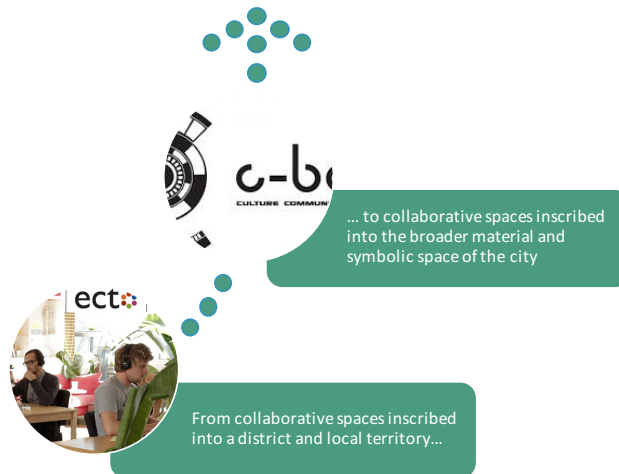 c-b
CULTURE COMMUN
... to collaborative spaces inscribed
into the broader material and
symbolic space of the city
ect
From collaborative spaces inscribed
into a district and local territory...